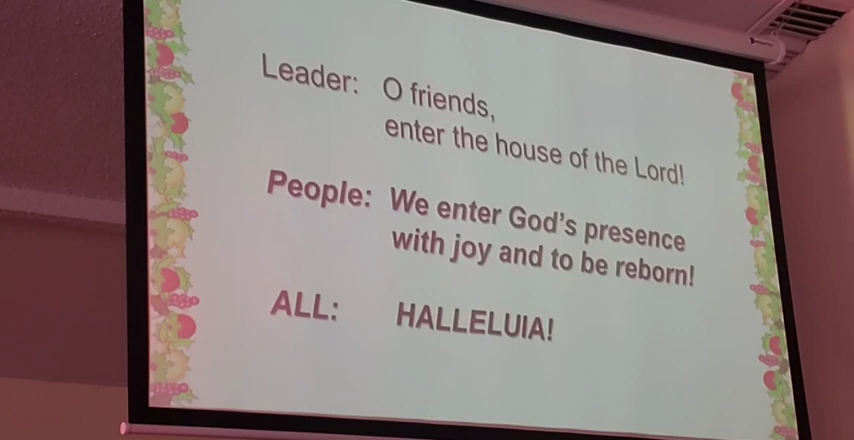 Leader: O friends,
enter the house of the Lord!
People: We enter God's presence
with joy and to be reborn!
ALL: HALLELUIA!